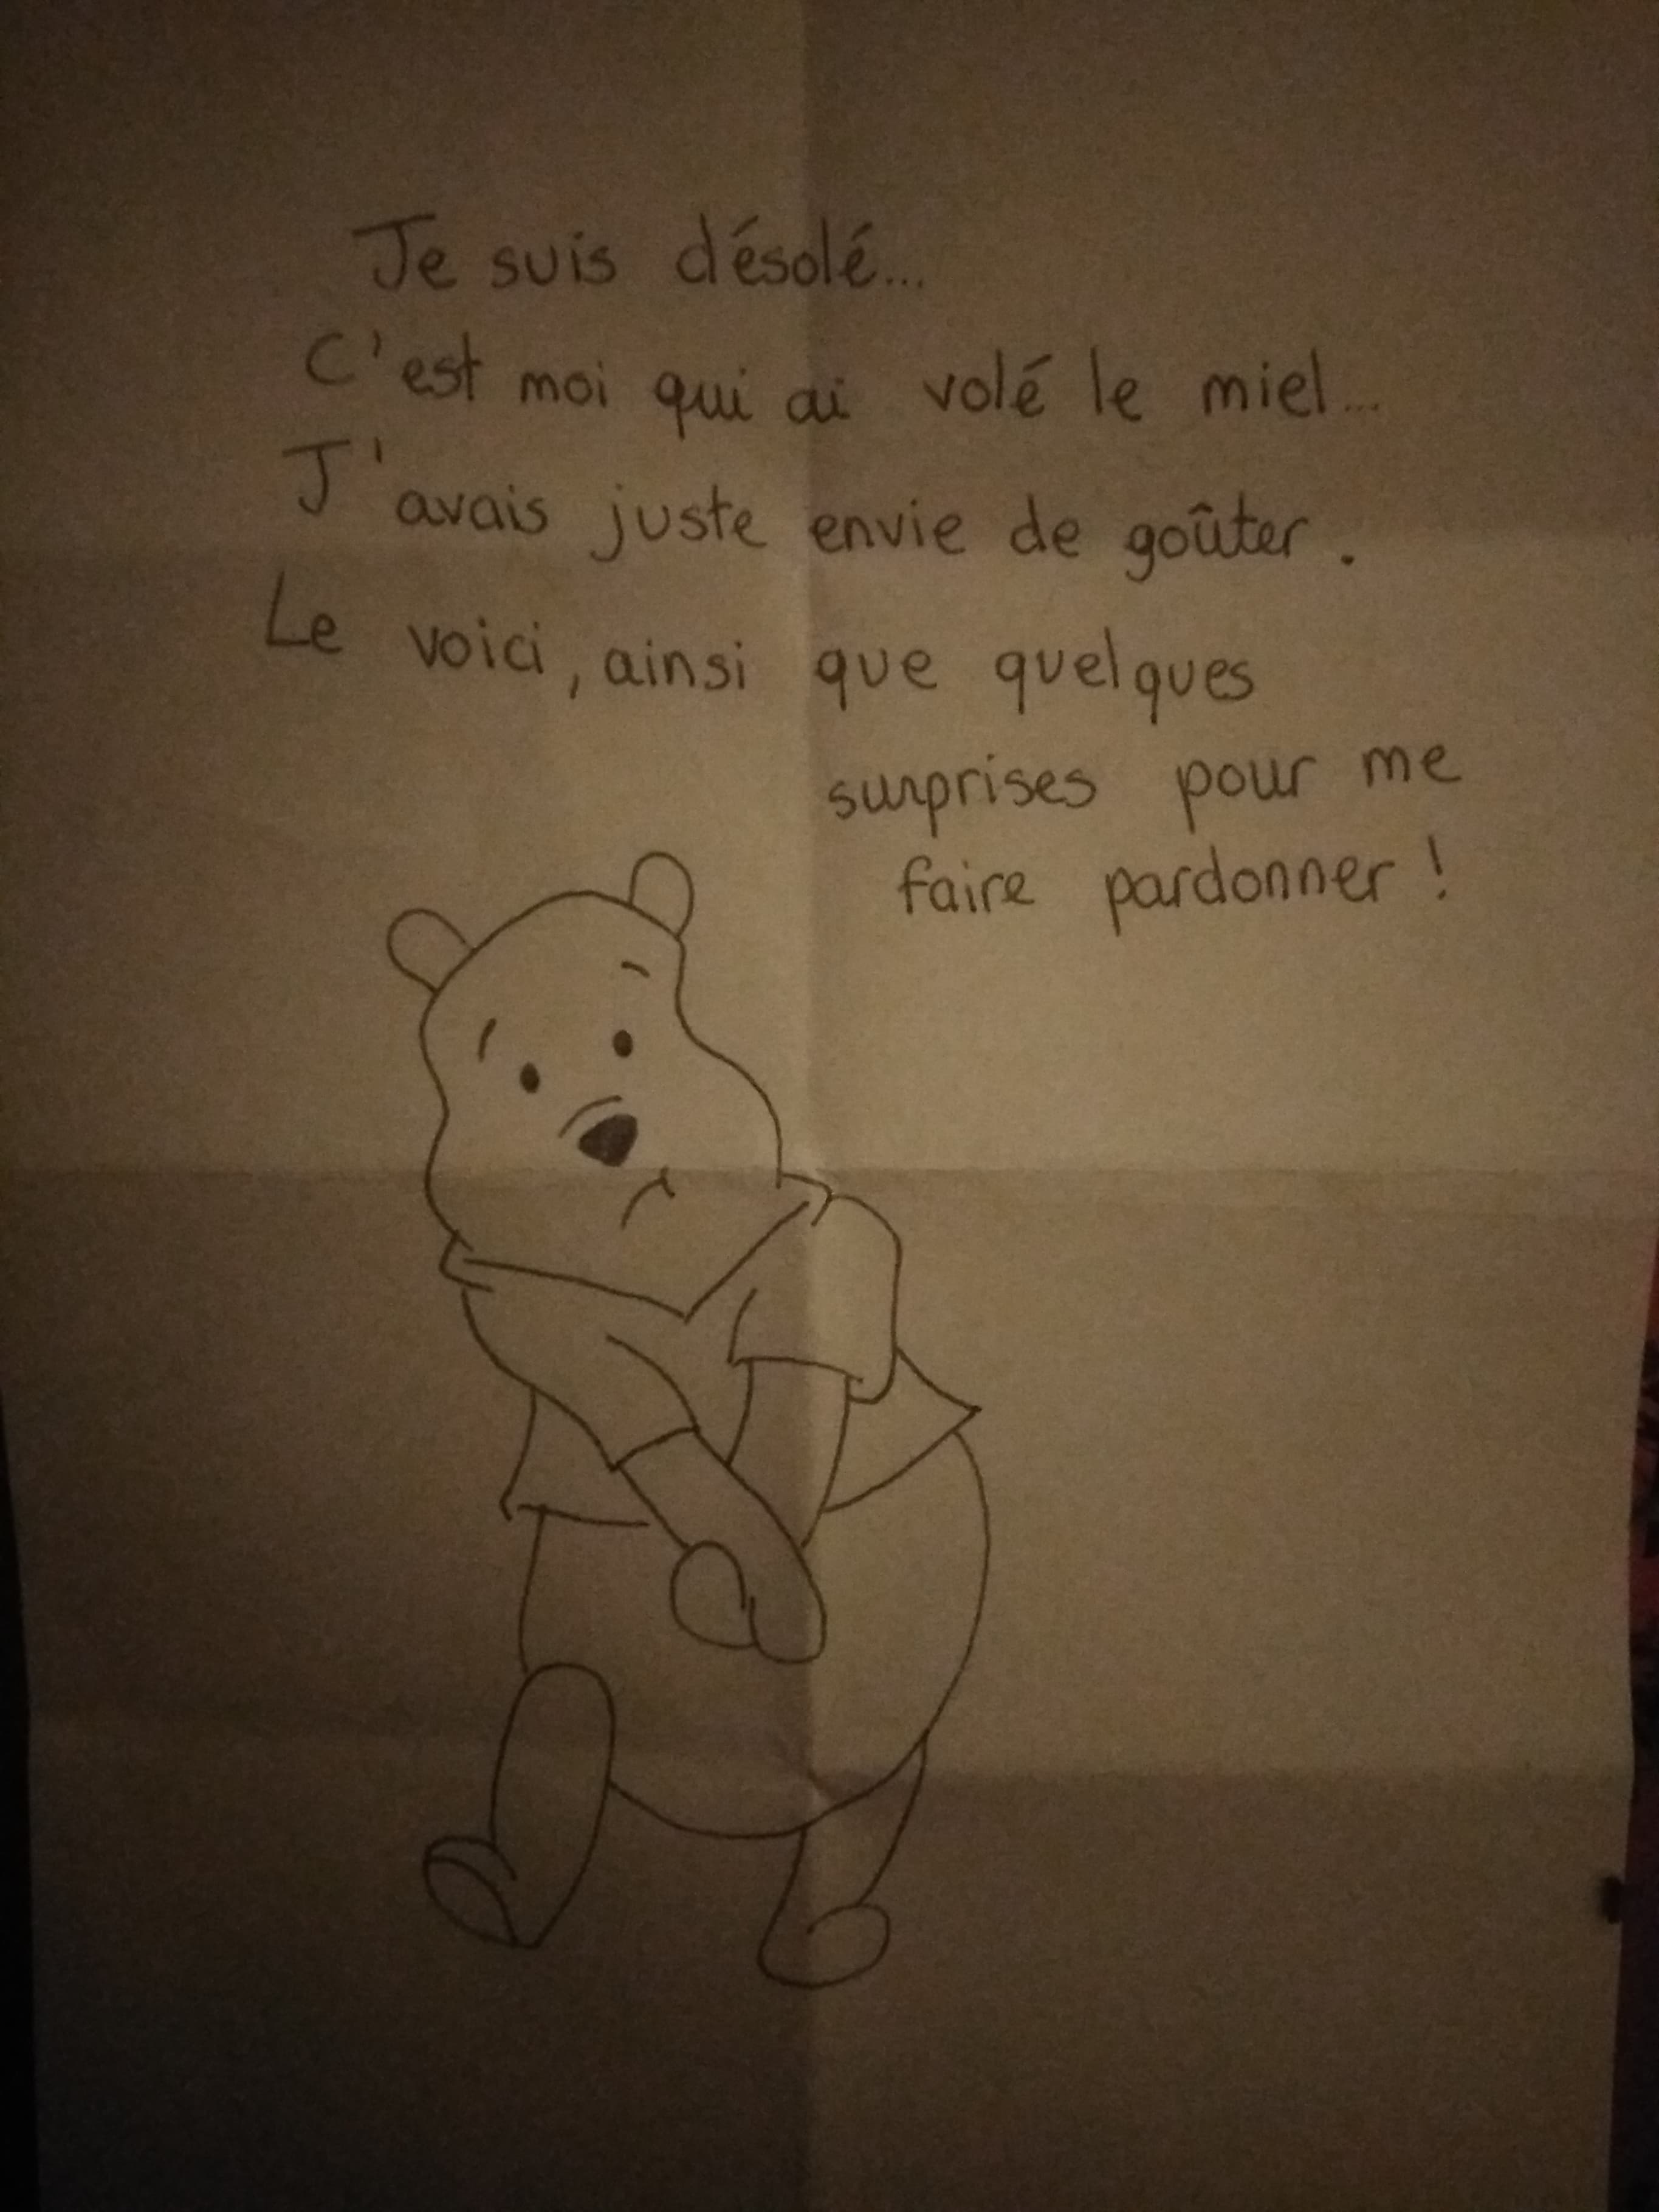 Je suis désolé...
C'est moi qui ai volé le miel...
J'avais juste envie de goûter.
Le voici, ainsi que quelques
surprises pour me
faire pardonner !